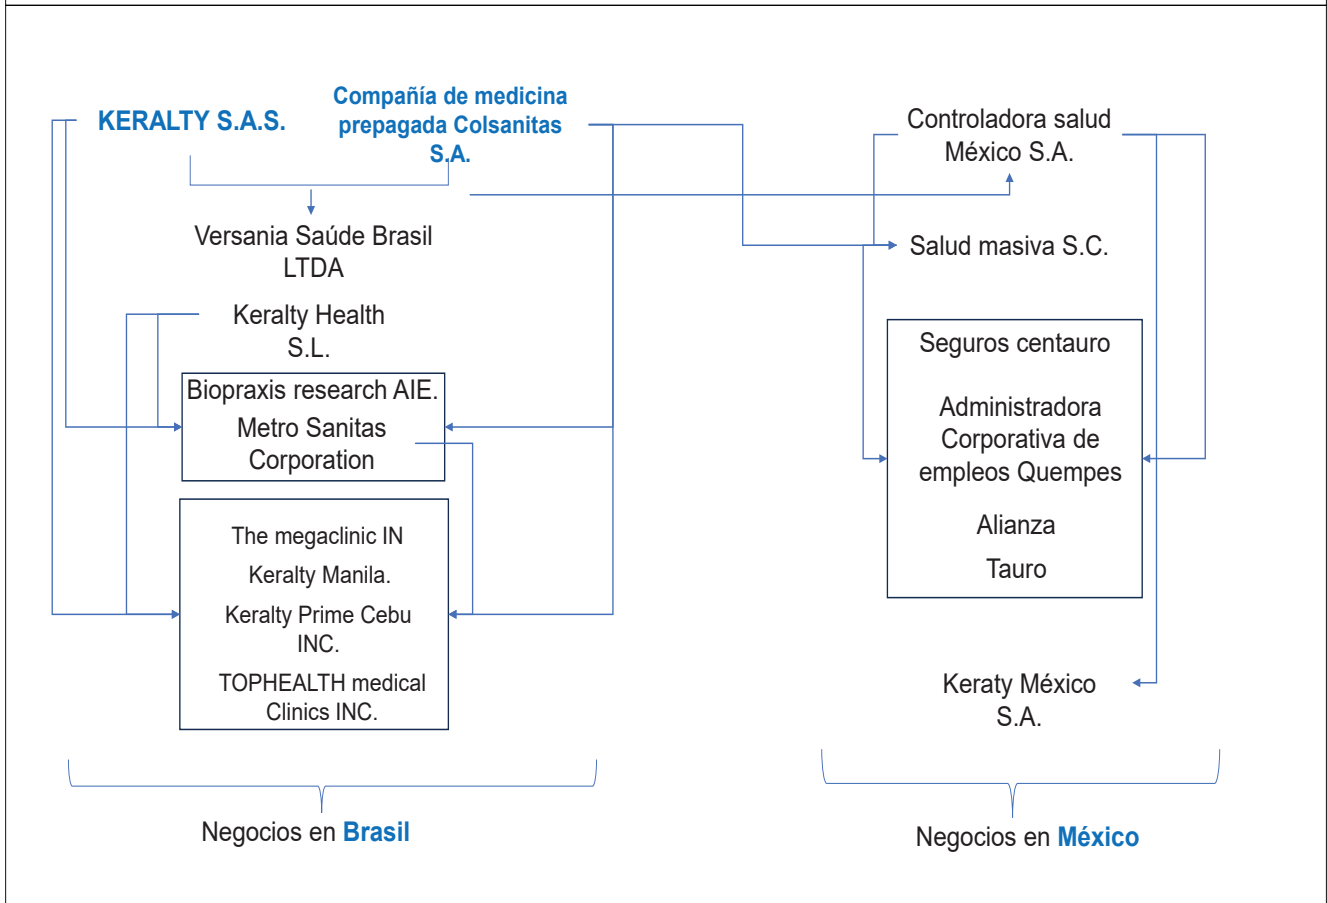 KERALTY S.A.S.
Compañía de medicina
prepagada Colsanitas
S.A.
Versania Saúde Brasil
LTDA
Keralty Health
S.L.
Biopraxis research AIE.
Metro Sanitas
Corporation
The megaclinic IN
Keralty Manila.
Keralty Prime Cebu
INC.
TOPHEALTH medical
Clinics INC.
Negocios en Brasil
Controladora salud
México S.A.
Salud masiva S.C.
Seguros centauro
Administradora
Corporativa de
empleos Quempes
Alianza
Tauro
Keraty México
S.A.
Negocios en México